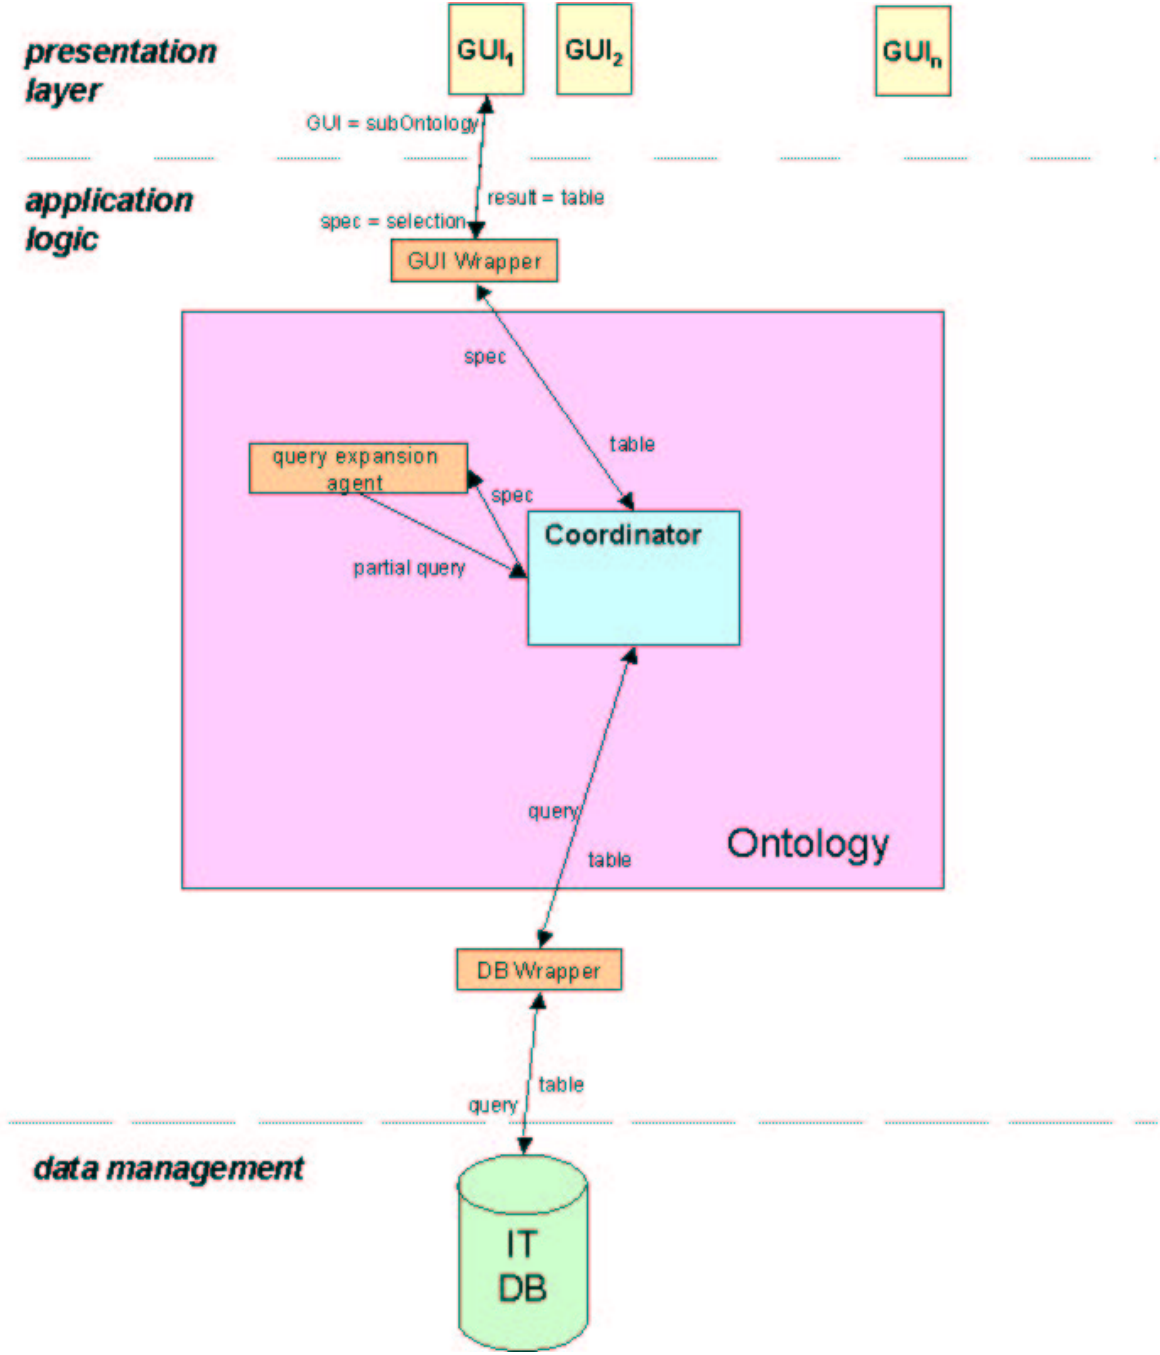 presentation
layer
GUI1
GUI2
GUIn
GUI = subOntology
application
logic
result = table
spec = selection
GUI Wrapper
spec
table
query expansion
agent
spec
Coordinator
partial query
query
Ontology
table
DB Wrapper
table
query
data management
IT
DB